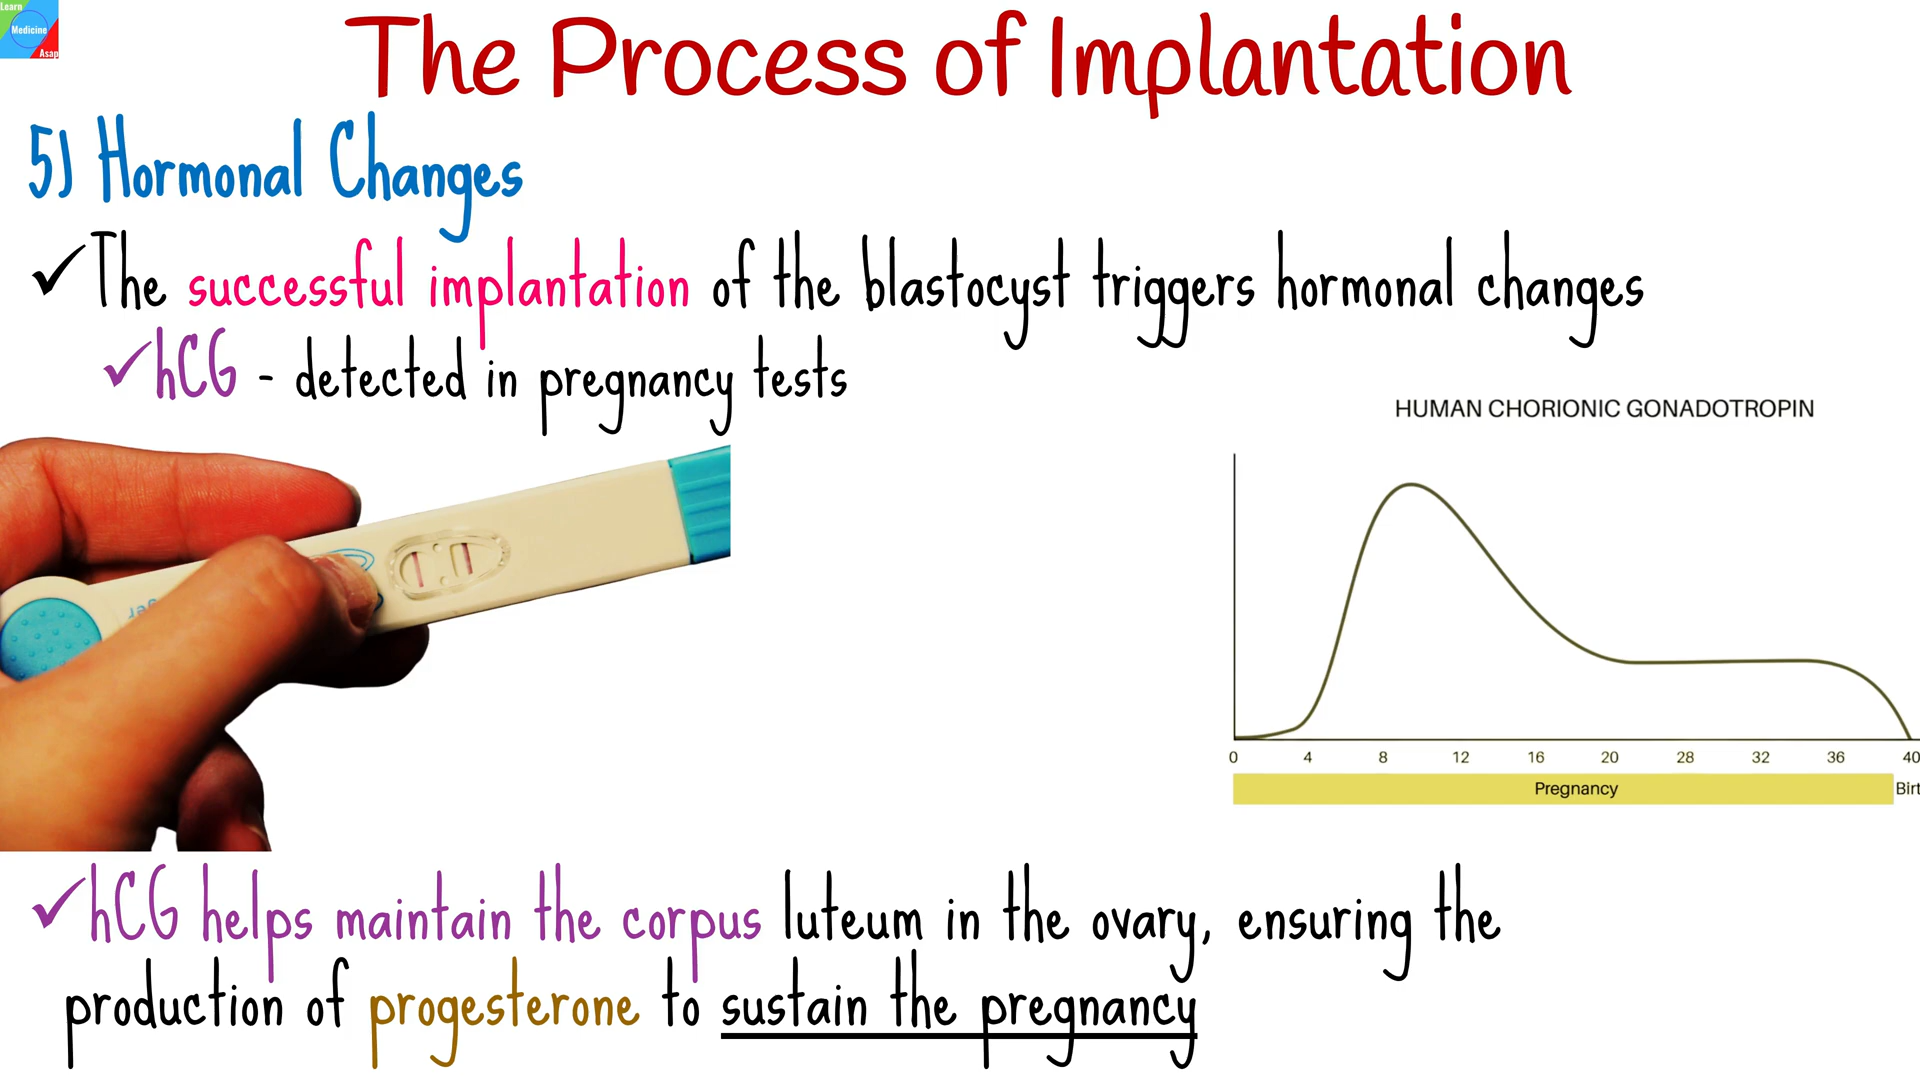 Learn
Medicine
Asap
The Process of Implantation
5) Hormonal Changes
✓The successful implantation of the blastocyst triggers hormonal changes
✓hCG - detected in pregnancy tests
HUMAN CHORIONIC GONADOTROPIN
0 4 8 12 16 20 28 32 36 40
Pregnancy Birt
✓hCG helps maintain the corpus luteum in the ovary, ensuring the
production of progesterone to sustain the pregnancy